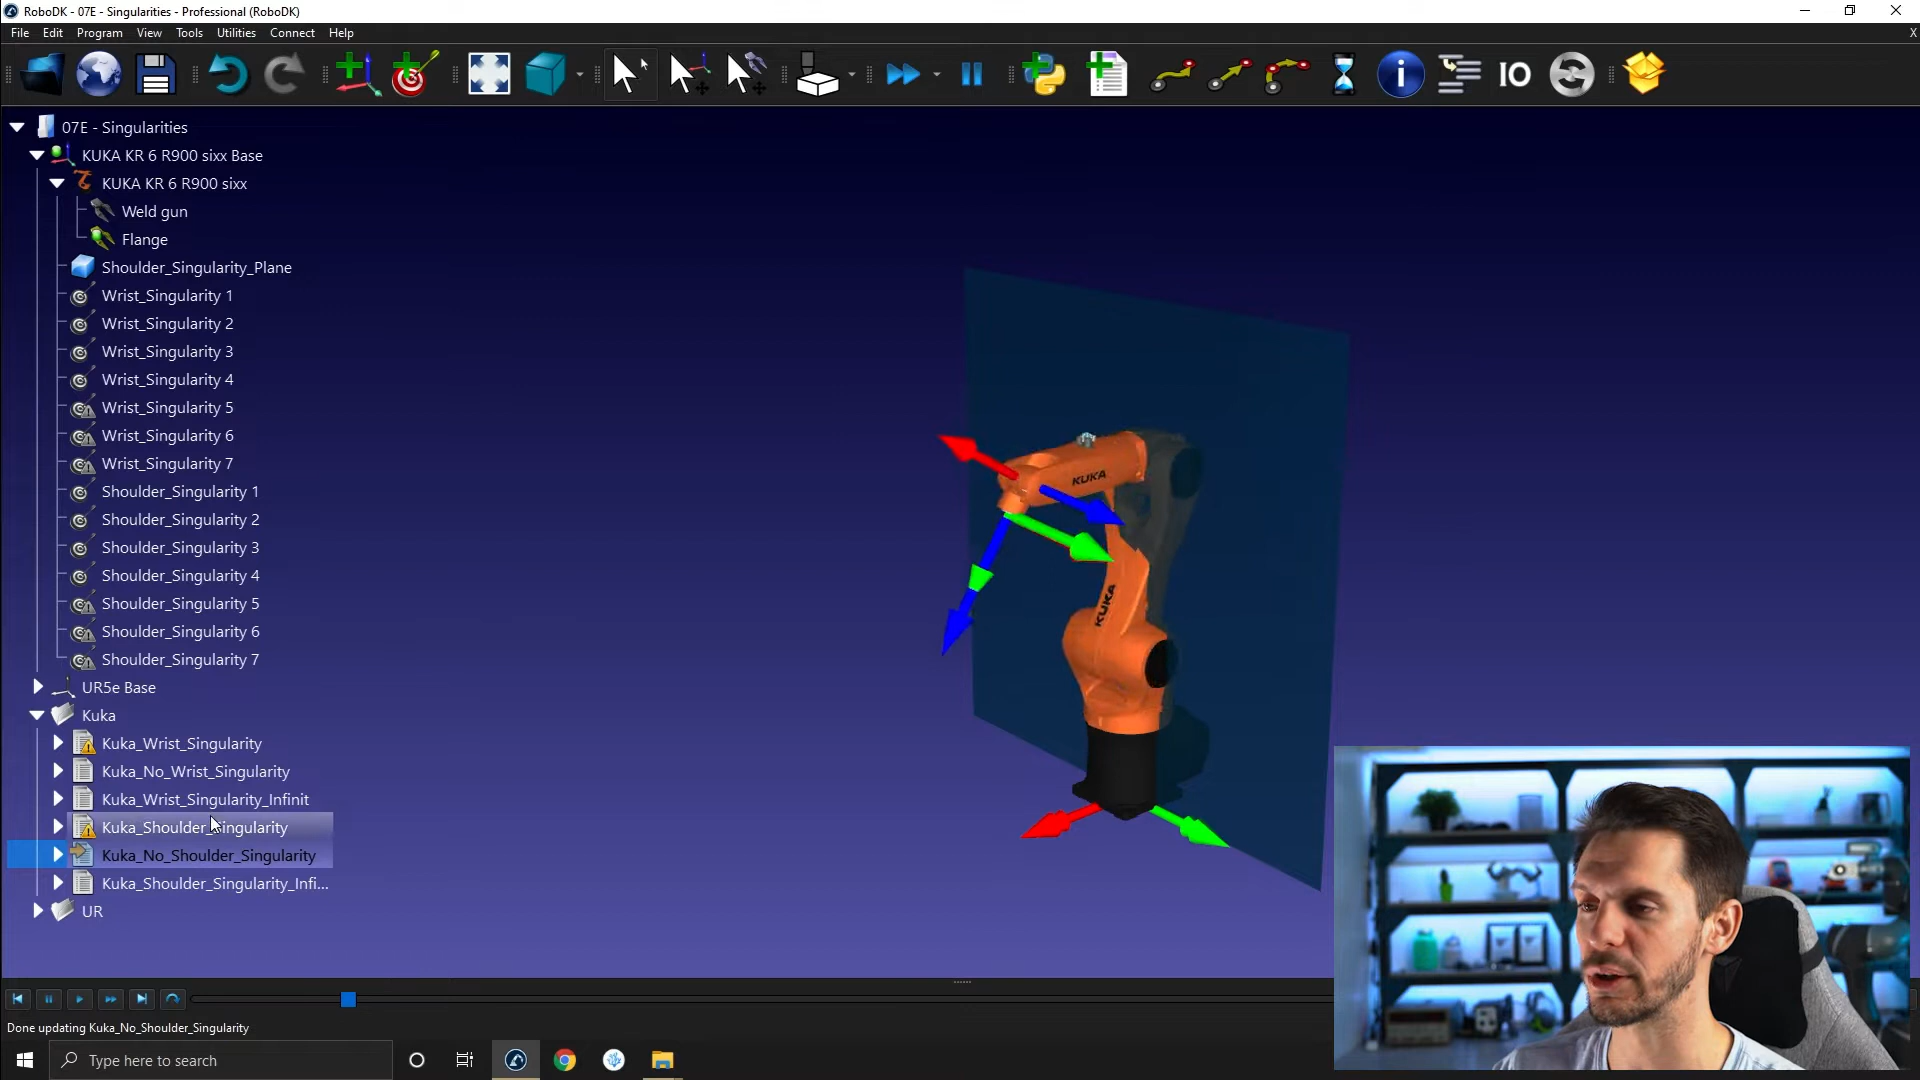 RoboDK - 07E - Singularities - Professional (RoboDK)
File Edit Program View Tools Utilities Connect Help
X
IO
07E - Singularities
KUKA KR 6 R900 sixx Base
KUKA KR 6 R900 sixx
Weld gun
Flange
Shoulder_Singularity_Plane
Wrist_Singularity 1
Wrist_Singularity 2
Wrist_Singularity 3
Wrist_Singularity 4
Wrist_Singularity 5
Wrist_Singularity 6
Wrist_Singularity 7
Shoulder_Singularity 1
Shoulder_Singularity 2
Shoulder_Singularity 3
Shoulder_Singularity 4
Shoulder_Singularity 5
Shoulder_Singularity 6
Shoulder_Singularity 7
UR5e Base
Kuka
Kuka_Wrist_Singularity
Kuka_No_Wrist_Singularity
Kuka_Wrist_Singularity_Infinit
Kuka_Shoulder_Singularity
Kuka_No_Shoulder_Singularity
Kuka_Shoulder_Singularity_Infi...
UR
KUKA
KUKA
Done updating Kuka_No_Shoulder_Singularity
Type here to search